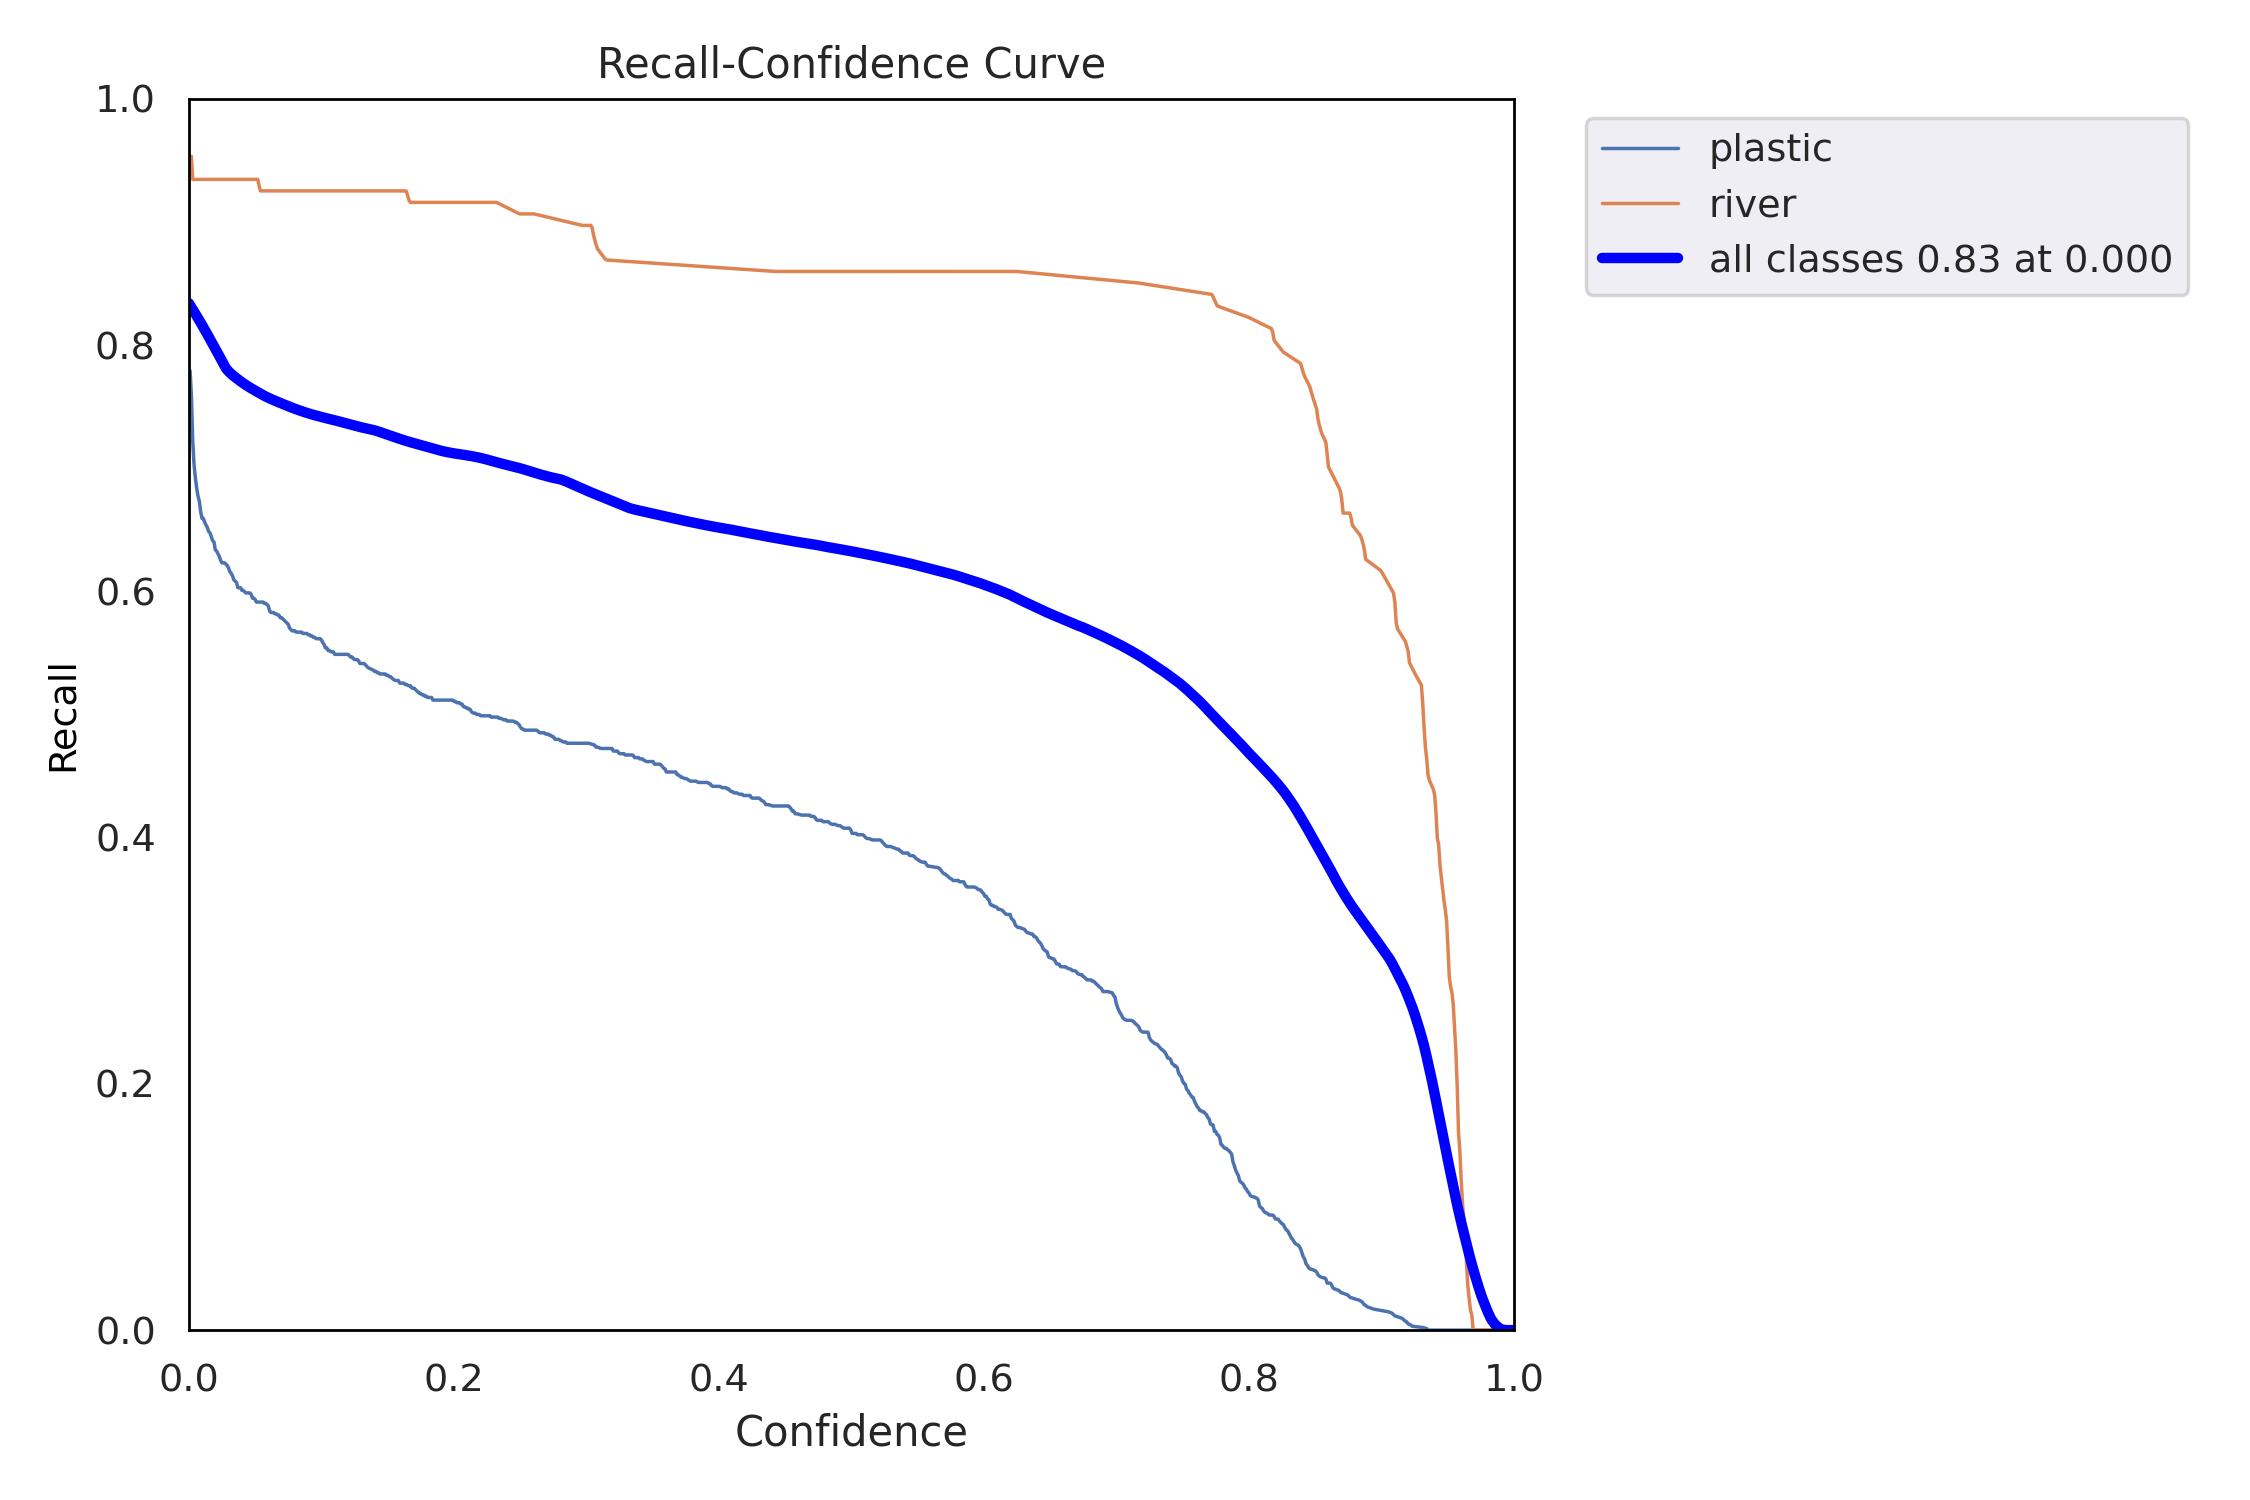 Recall-Confidence Curve
1.0
0.8
0.6
0.4
0.2
0.0
Recall
0.0 0.2 0.4 0.6 0.8 1.0
Confidence
plastic
river
all classes 0.83 at 0.000